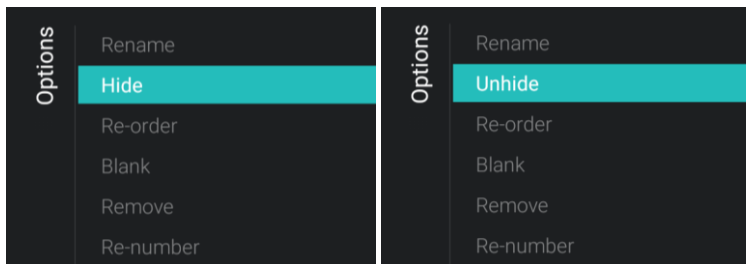 Options
Rename
Hide
Re-order
Blank
Remove
Re-number
Options
Rename
Unhide
Re-order
Blank
Remove
Re-number